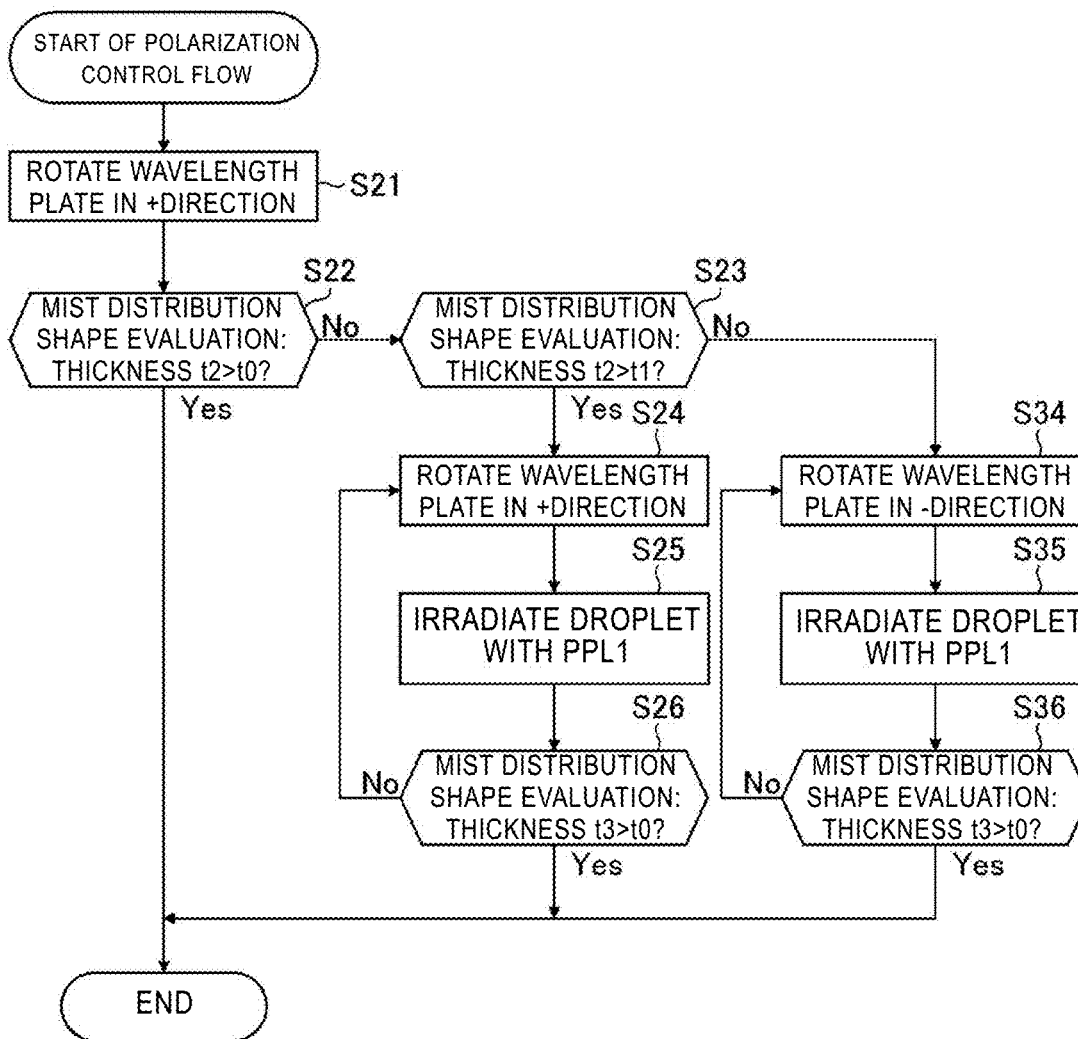 START OF POLARIZATION
CONTROL FLOW
ROTATE WAVELENGTH
PLATE IN +DIRECTION
S21
S22
MIST DISTRIBUTION
SHAPE EVALUATION:
THICKNESS t2>t0?
No
Yes
S23
MIST DISTRIBUTION
SHAPE EVALUATION:
THICKNESS t2>t1?
No
Yes
S24
ROTATE WAVELENGTH
PLATE IN +DIRECTION
S25
IRRADIATE DROPLET
WITH PPL1
S26
MIST DISTRIBUTION
SHAPE EVALUATION:
THICKNESS t3>t0?
No
Yes
S34
ROTATE WAVELENGTH
PLATE IN -DIRECTION
S35
IRRADIATE DROPLET
WITH PPL1
S36
MIST DISTRIBUTION
SHAPE EVALUATION:
THICKNESS t3>t0?
No
Yes
END